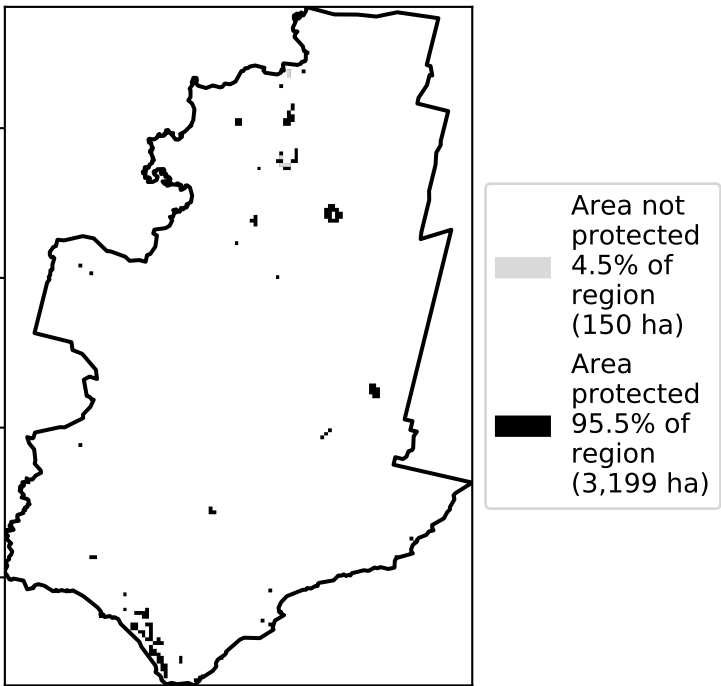 Area not
protected
4.5% of
region
(150 ha)
Area
protected
95.5% of
region
(3,199 ha)